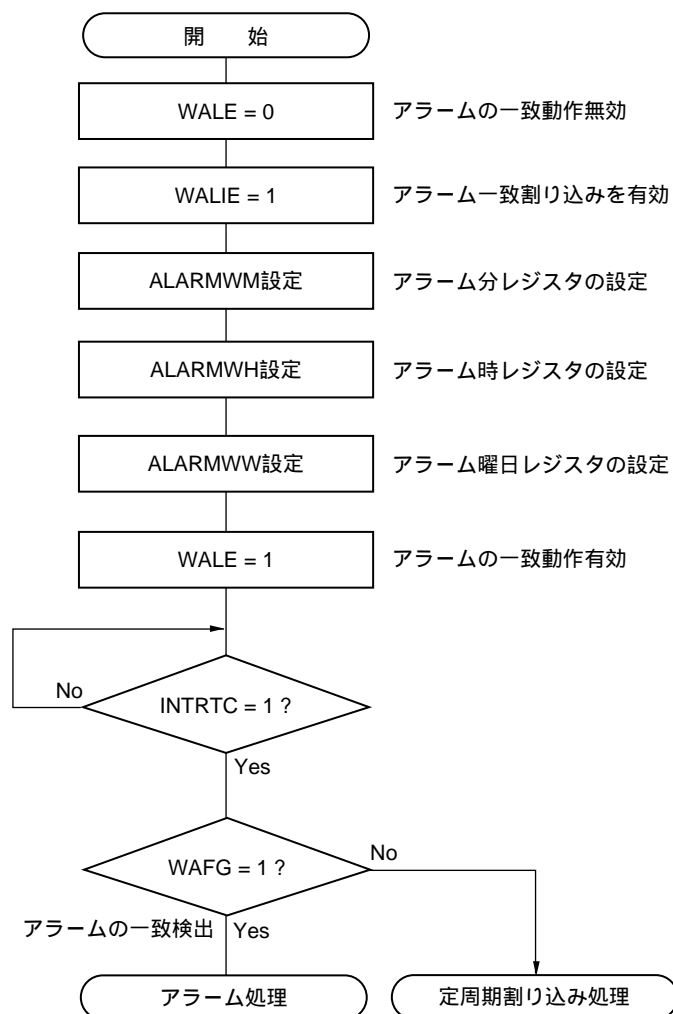 開　　始
WALE = 0
アラームの一致動作無効
WALIE = 1
アラーム一致割り込みを有効
ALARMWM設定
アラーム分レジスタの設定
ALARMWH設定
アラーム時レジスタの設定
ALARMWW設定
アラーム曜日レジスタの設定
WALE = 1
アラームの一致動作有効
No
INTRTC = 1 ?
Yes
WAFG = 1 ?
No
アラームの一致検出
Yes
アラーム処理
定周期割り込み処理